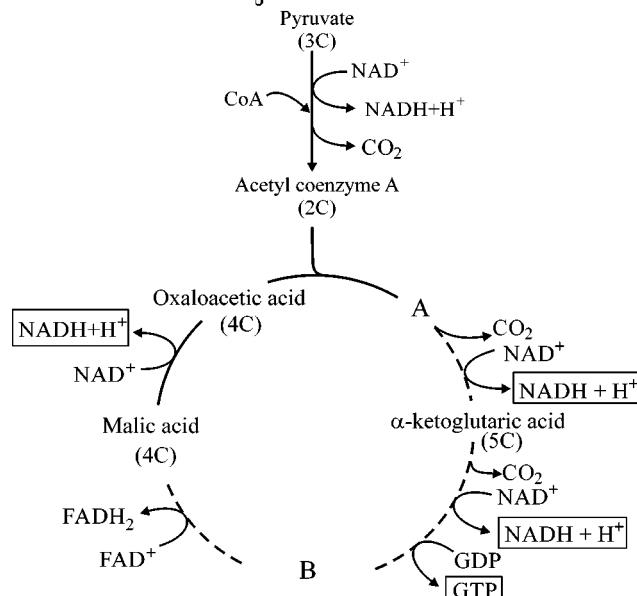 Pyruvate
(3C)
NAD⁺
CoA
NADH+H⁺
CO₂
Acetyl coenzyme A
(2C)
Oxaloacetic acid
(4C)
A
NADH+H⁺
CO₂
NAD⁺
NAD⁺
NADH + H⁺
Malic acid
(4C)
α-ketoglutaric acid
(5C)
CO₂
NAD⁺
FADH₂
NADH + H⁺
FAD⁺
B
GDP
GTP